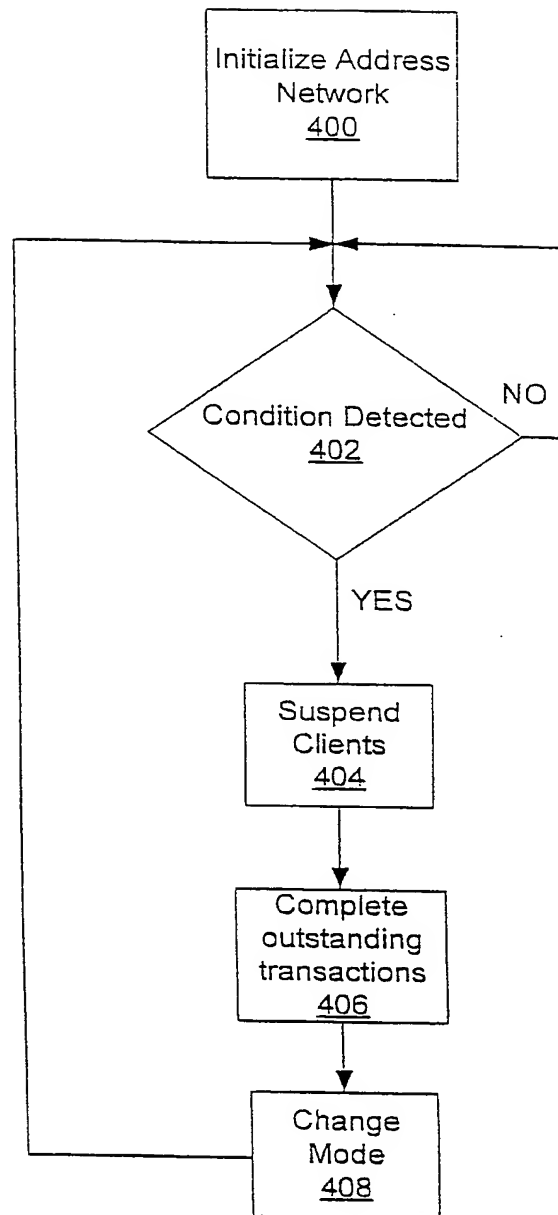 Initialize Address
Network
400
Condition Detected
402
NO
YES
Suspend
Clients
404
Complete
outstanding
transactions
406
Change
Mode
408